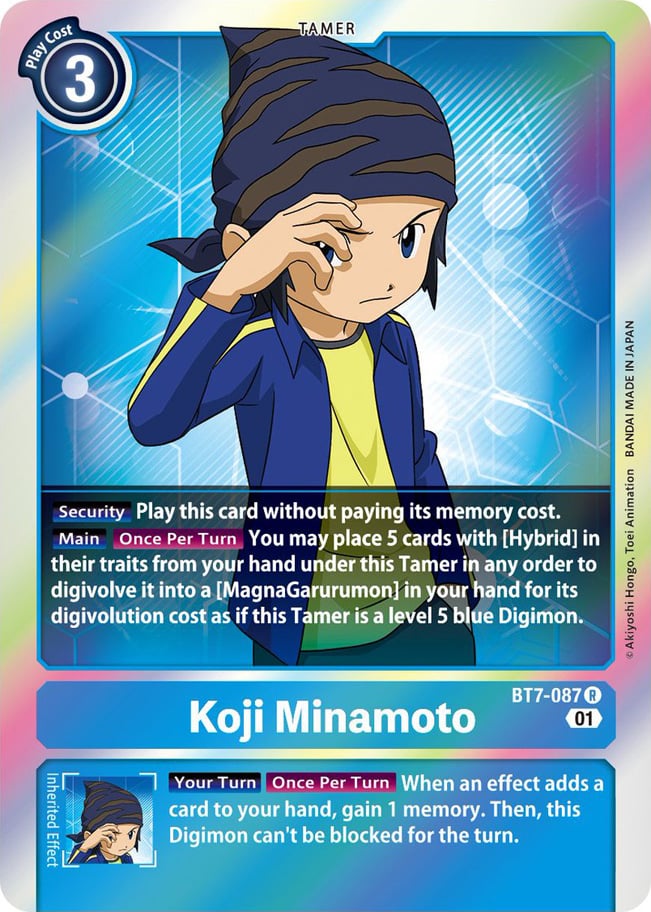 TAMER
Play Cost
3
Security Play this card without paying its memory cost.
Main Once Per Turn You may place 5 cards with [Hybrid] in
their traits from your hand under this Tamer in any order to
digivolve it into a [MagnaGarurumon] in your hand for its
digivolution cost as if this Tamer is a level 5 blue Digimon.
© Akiyoshi Hongo, Toei Animation BANDAI MADE IN JAPAN
BT7-087 R
Koji Minamoto
01
Inherited Effect
Your Turn Once Per Turn When an effect adds a
card to your hand, gain 1 memory. Then, this
Digimon can't be blocked for the turn.